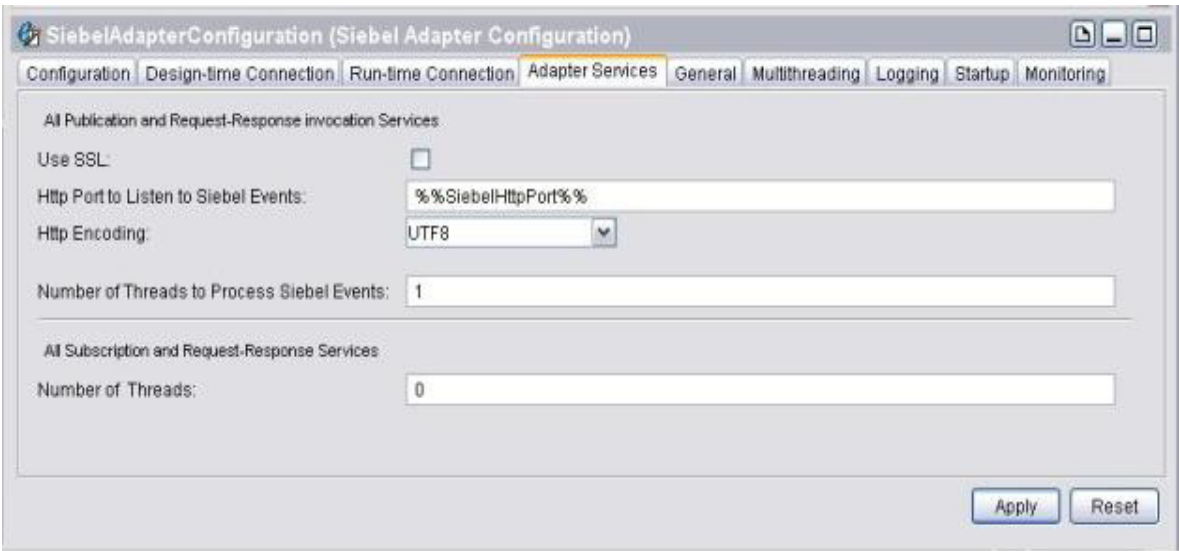 SiebelAdapterConfiguration (Siebel Adapter Configuration)
Configuration Design-time Connection Run-time Connection Adapter Services General Multithreading Logging Startup Monitoring
All Publication and Request-Response invocation Services
Use SSL:
Http Port to Listen to Siebel Events: %%SiebelHttpPort%%
Http Encoding: UTF8
Number of Threads to Process Siebel Events: 1
All Subscription and Request-Response Services
Number of Threads: 0
Apply Reset